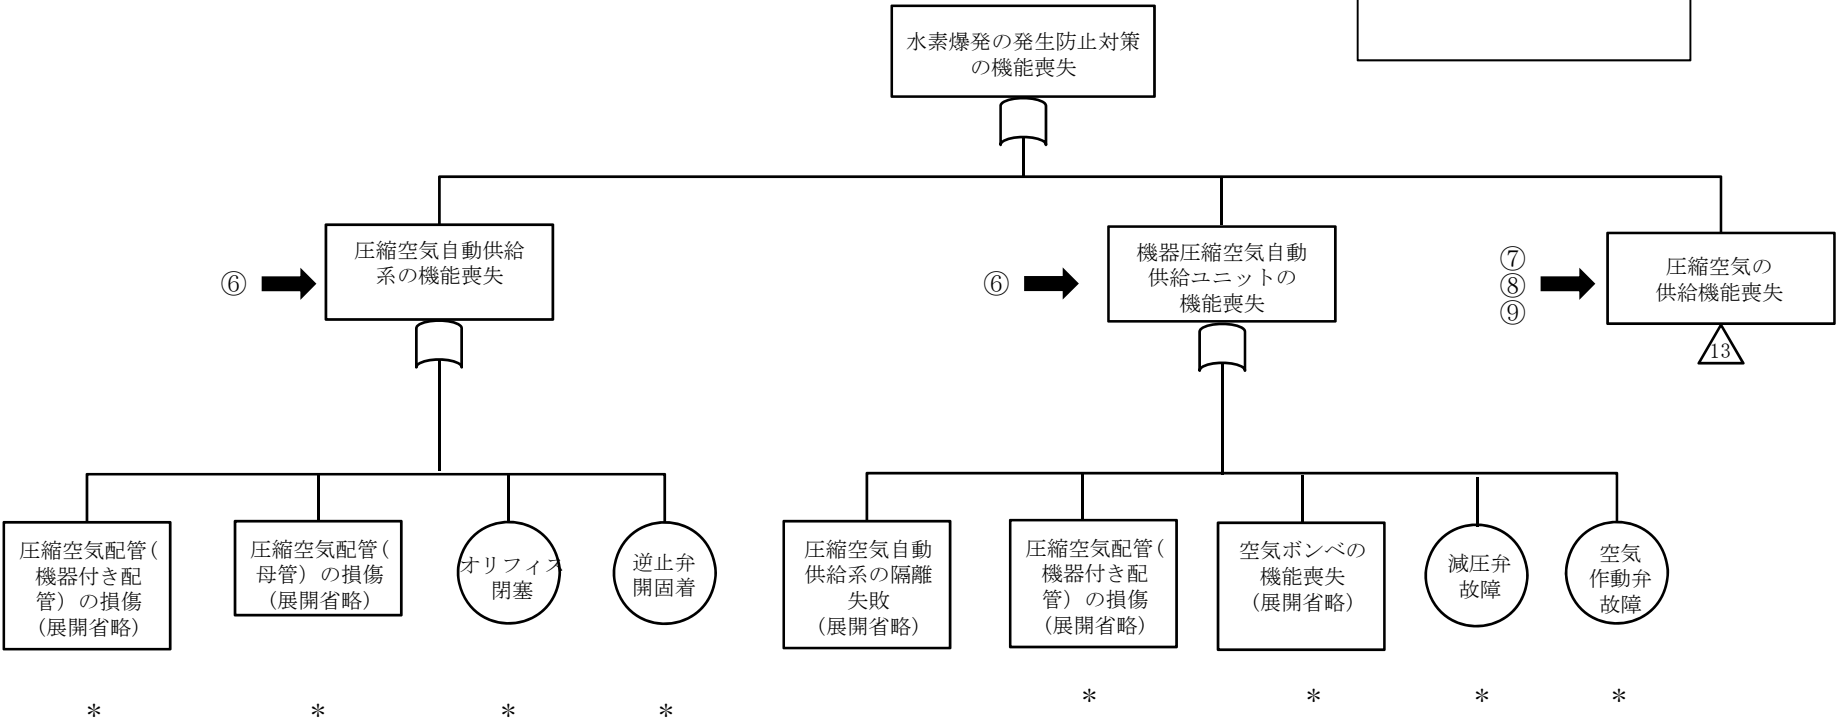 水素爆発の発生防止対策
の機能喪失
⑥
圧縮空気自動供給
系の機能喪失
⑥
機器圧縮空気自動
供給ユニットの
機能喪失
⑦
⑧
⑨
圧縮空気の
供給機能喪失
13
圧縮空気配管(
機器付き配
管）の損傷
(展開省略)
圧縮空気配管(
母管）の損傷
(展開省略)
オリフィス
閉塞
逆止弁
開固着
圧縮空気自動
供給系の隔離
失敗
(展開省略)
圧縮空気配管(
機器付き配
管）の損傷
(展開省略)
空気ボンベの
機能喪失
(展開省略)
減圧弁
故障
空気
作動弁
故障
＊
＊
＊
＊
＊
＊
＊
＊